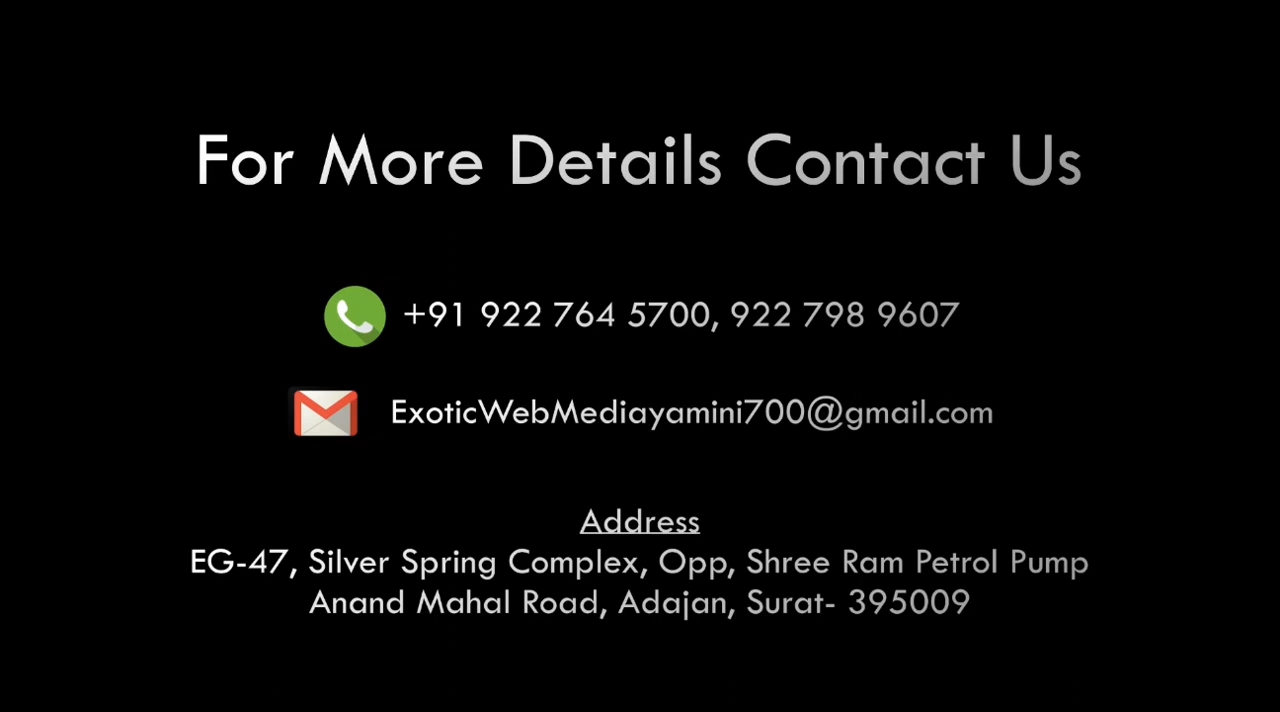 For More Details Contact Us
+91 922 764 5700, 922 798 9607
ExoticWebMediayamini700@gmail.com
Address
EG-47, Silver Spring Complex, Opp, Shree Ram Petrol Pump
Anand Mahal Road, Adajan, Surat- 395009